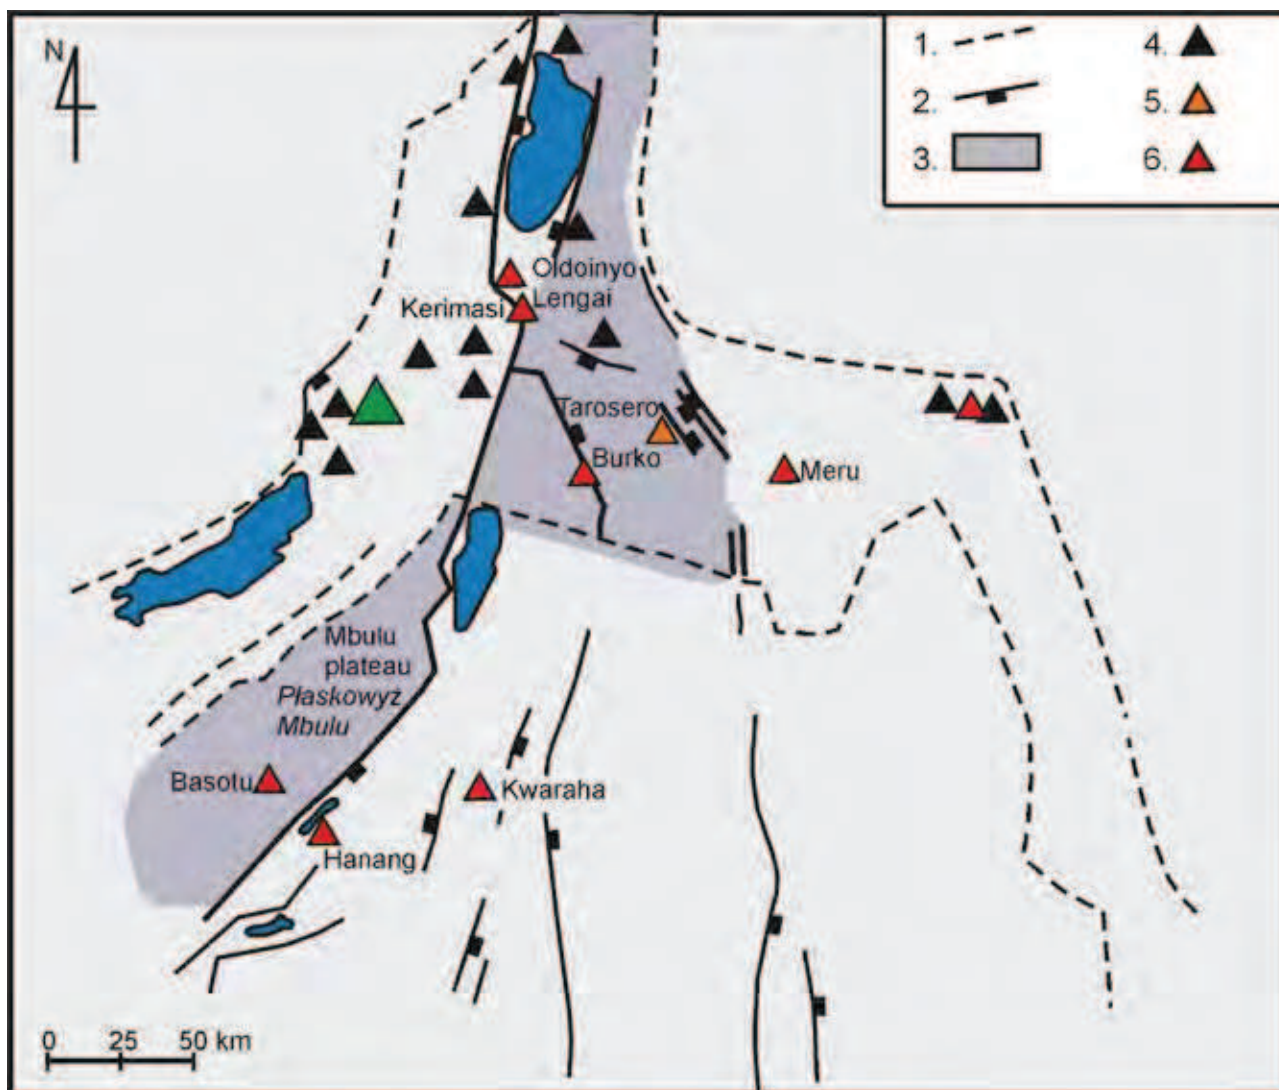 N
1.
4.
2.
5.
3.
6.
Oldoinyo
Lengai
Kerimasi
Tarosero
Burko
Meru
Mbulu
plateau
Płaskowyż
Mbulu
Basotu
Kwaraha
Hanang
0 25 50 km